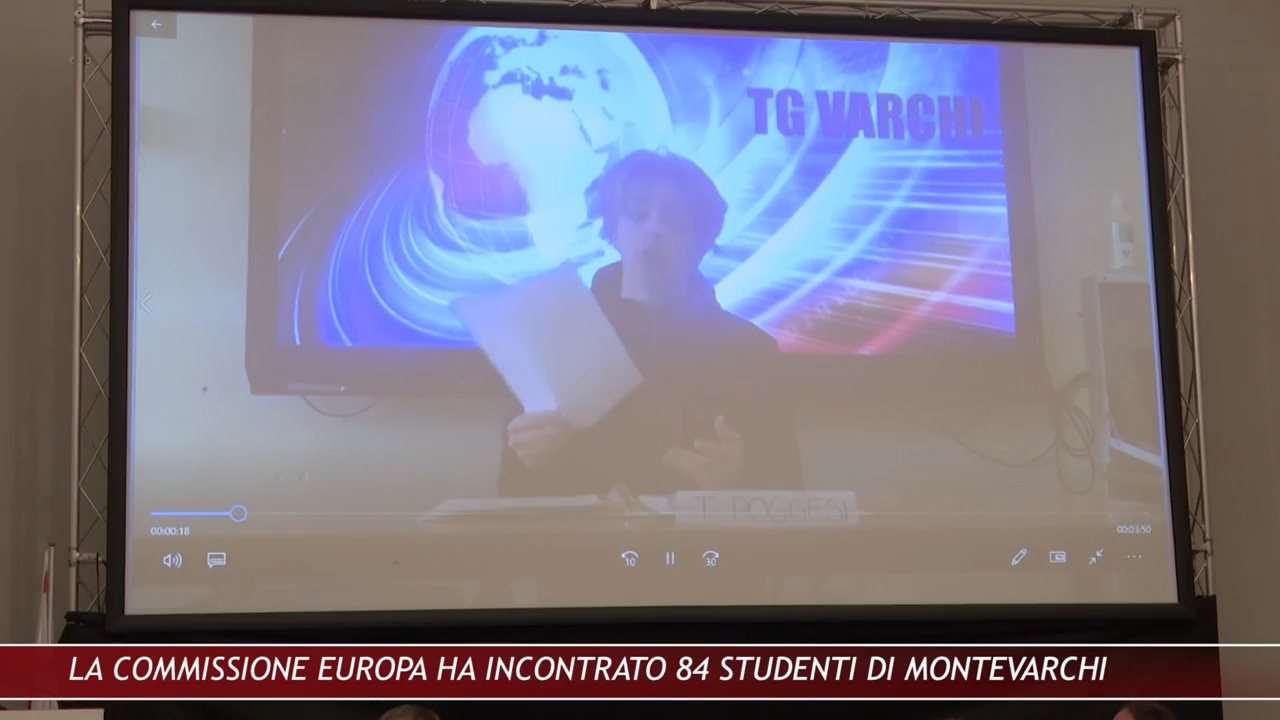 TG VARCHI
T. POGGESI
00:00:18
00:03:50
10
30
LA COMMISSIONE EUROPA HA INCONTRATO 84 STUDENTI DI MONTEVARCHI